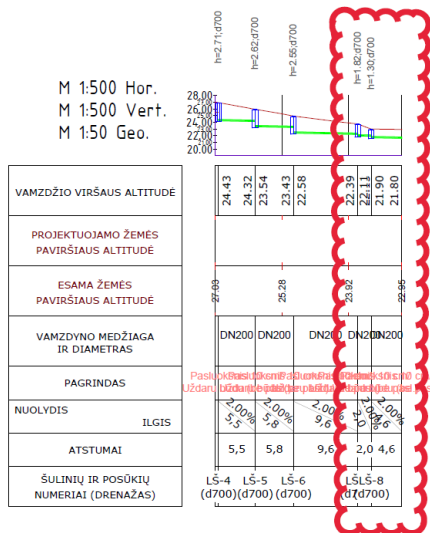 h=2.71;d700
h=2.62;d700
h=2.55;d700
h=1.82;d700
h=1.30;d700
M 1:500 Hor.
M 1:500 Vert.
M 1:50 Geo.
28.00
26.00
24.00
22.00
20.00
VAMZDŽIO VIRŠAUS ALTITUDĖ
24.43 24.32 23.54 23.43 22.58 22.39 22.11 21.90 21.80
PROJEKTUOJAMO ŽEMĖS
PAVIRŠIAUS ALTITUDĖ
ESAMA ŽEMĖS
PAVIRŠIAUS ALTITUDĖ
27.03 25.28 23.92 22.95
VAMZDYNO MEDŽIAGA
IR DIAMETRAS
DN200 DN200 DN200 DN200 DN200
PAGRINDAS
NUOLYDIS
ILGIS
2.00% 2.00% 2.00% 2.00%
5,5 5,8 9,6 2,0 4,6
ATSTUMAI
5,5 5,8 9,6 2,0 4,6
ŠULINIŲ IR POSŪKIŲ
NUMERIAI (DRENAŽAS)
LŠ-4 LŠ-5 LŠ-6 LŠ-8
(d700) (d700) (d700) (d700)